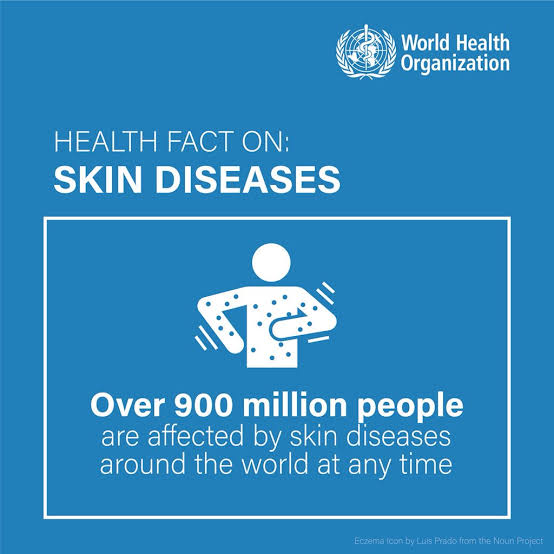 World Health
Organization
HEALTH FACT ON:
SKIN DISEASES
Over 900 million people
are affected by skin diseases
around the world at any time
Eczema Icon by Luis Prado from the Noun Project